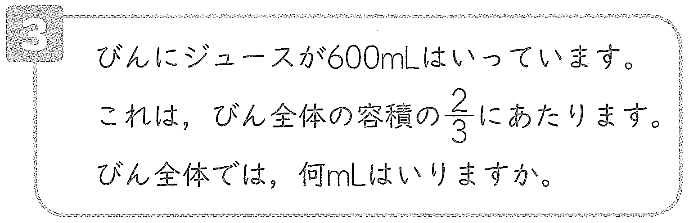 3
びんにジュースが600mLはいっています。
これは，びん全体の容積の2/3にあたります。
びん全体では，何mLはいりますか。